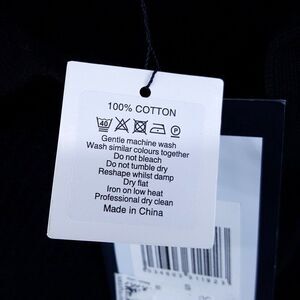 100% COTTON
40 P
Gentle machine wash
Wash similar colours together
Do not bleach
Do not tumble dry
Reshape whilst damp
Dry flat
Iron on low heat
Professional dry clean
Made in China